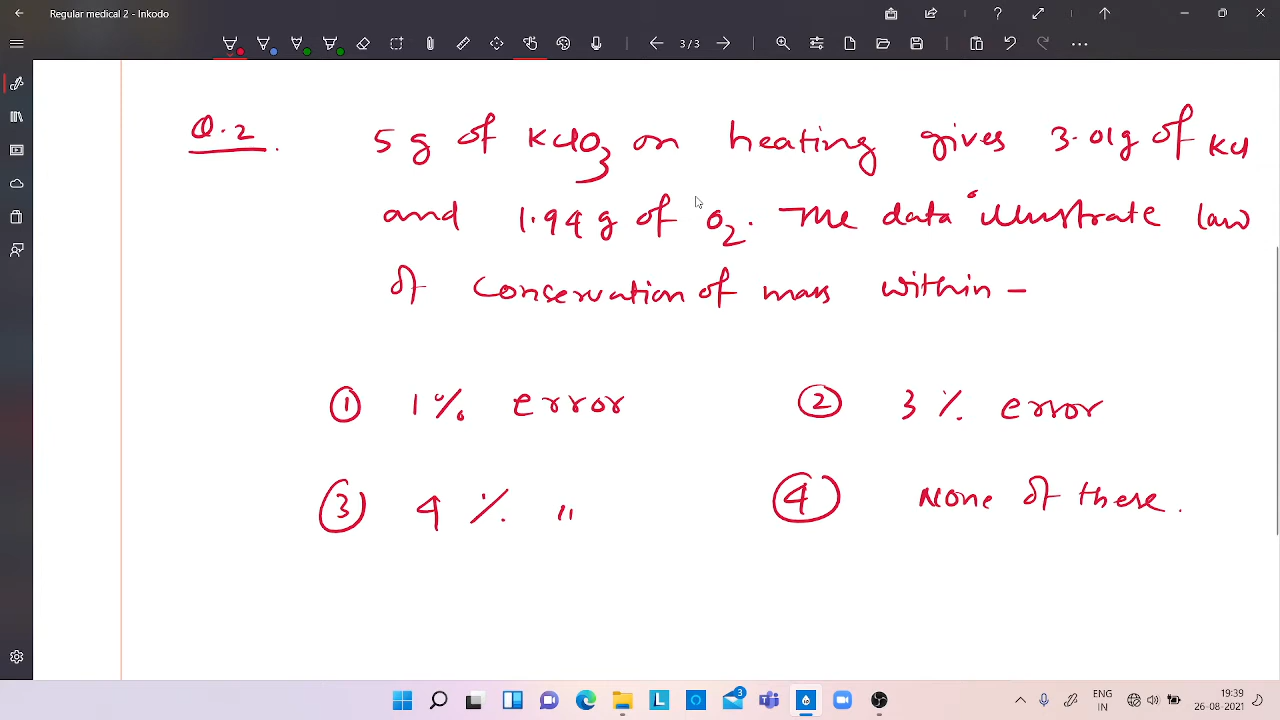 Regular medical 2 - Inkodo
3/3
Q.2 5 g of KClO3 on heating gives 3.01g of KCl
and 1.94 g of O2. The data illustrate law
of conservation of mass within -
① 1% error ② 3 % error
③ 4 % " ④ None of these.
3
ENG 19:39
IN 26-08-2021